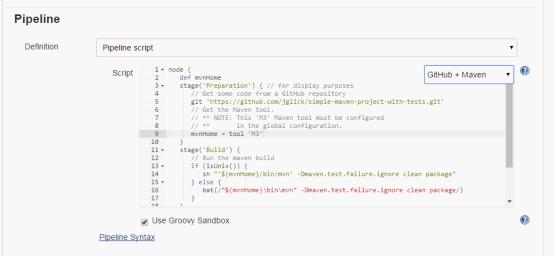 Pipeline
Definition
Pipeline script
Script
GitHub + Maven
1 node {
2 def mvnHome
3 stage('Preparation') { // for display purposes
4 // Get some code from a GitHub repository
5 git 'https://github.com/jglick/simple-maven-project-with-tests.git'
6 // Get the Maven tool.
7 // ** NOTE: This 'M3' Maven tool must be configured
8 // ** in the global configuration.
9 mvnHome = tool 'M3'
10 }
11 stage('Build') {
12 // Run the maven build
13 if (isUnix()) {
14 sh "'${mvnHome}/bin/mvn' -Dmaven.test.failure.ignore clean package"
15 } else {
16 bat(/"${mvnHome}\bin\mvn" -Dmaven.test.failure.ignore clean package/)
17 }
18 }
Use Groovy Sandbox
Pipeline Syntax